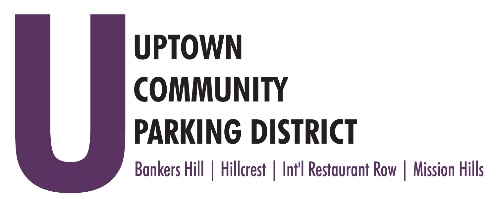 U
UPTOWN
COMMUNITY
PARKING DISTRICT
Bankers Hill | Hillcrest | Int'l Restaurant Row | Mission Hills